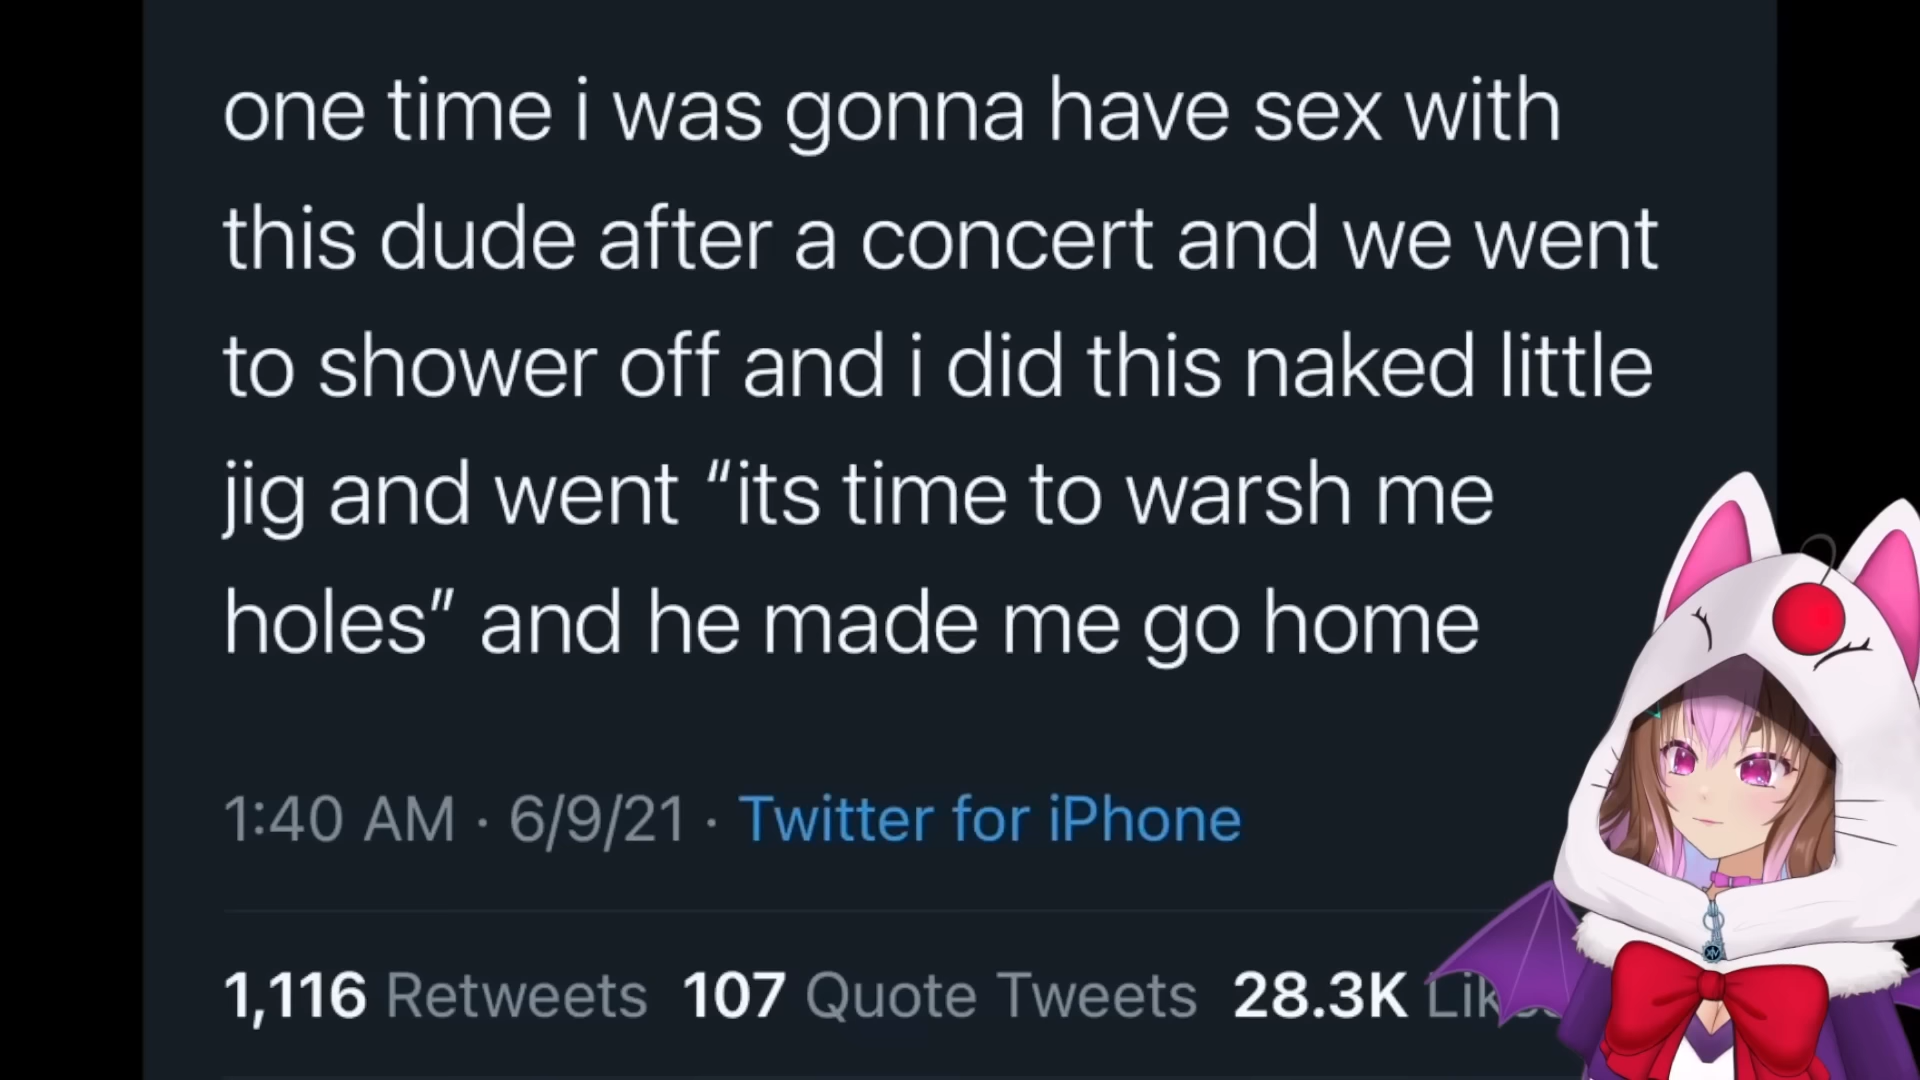 one time i was gonna have sex with
this dude after a concert and we went
to shower off and i did this naked little
jig and went “its time to warsh me
holes” and he made me go home
1:40 AM · 6/9/21 · Twitter for iPhone
1,116 Retweets 107 Quote Tweets 28.3K